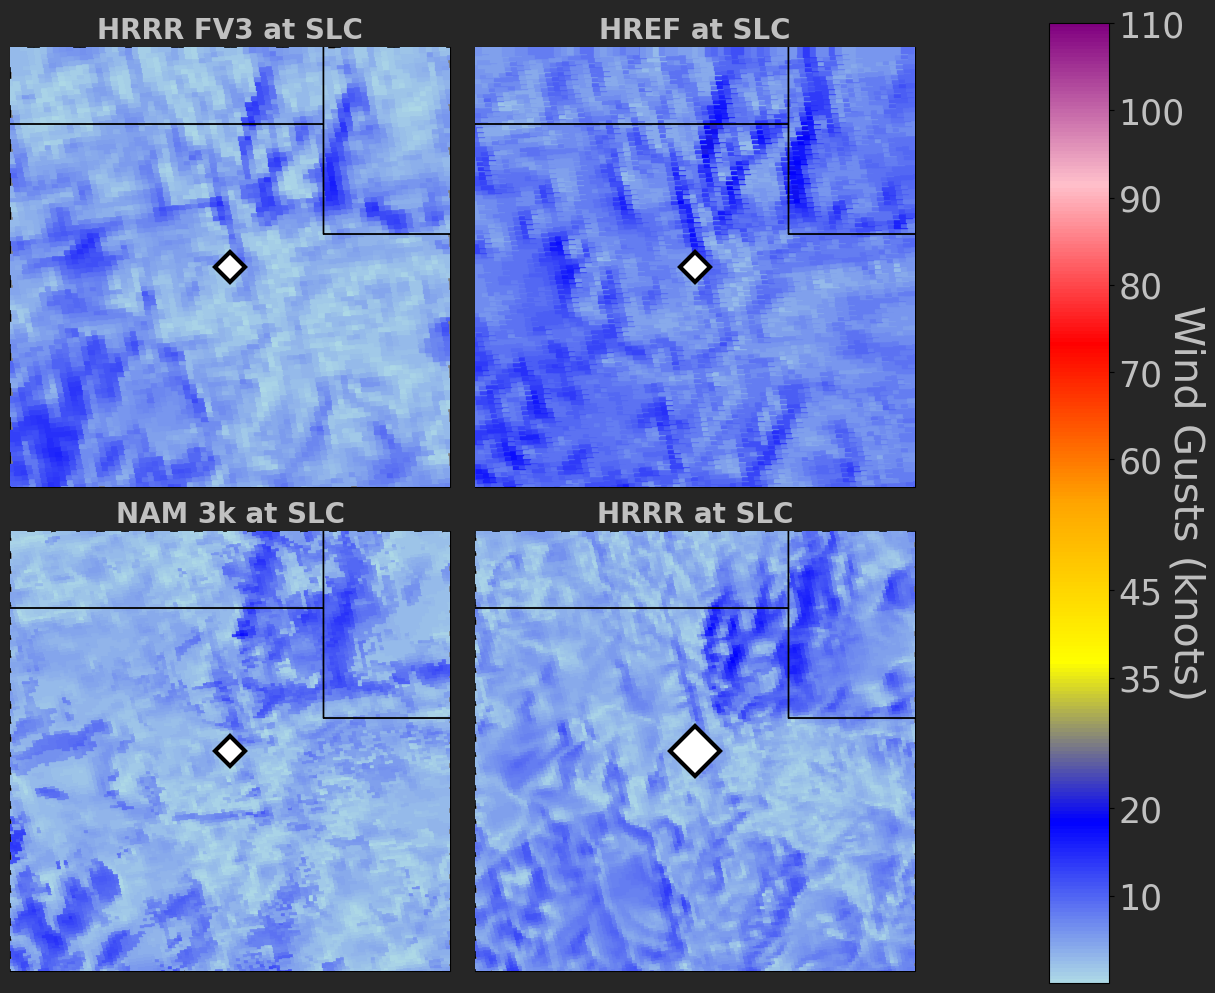 HRRR FV3 at SLC
HREF at SLC
NAM 3k at SLC
HRRR at SLC
110
100
90
80
70
60
45
35
20
10
Wind Gusts (knots)